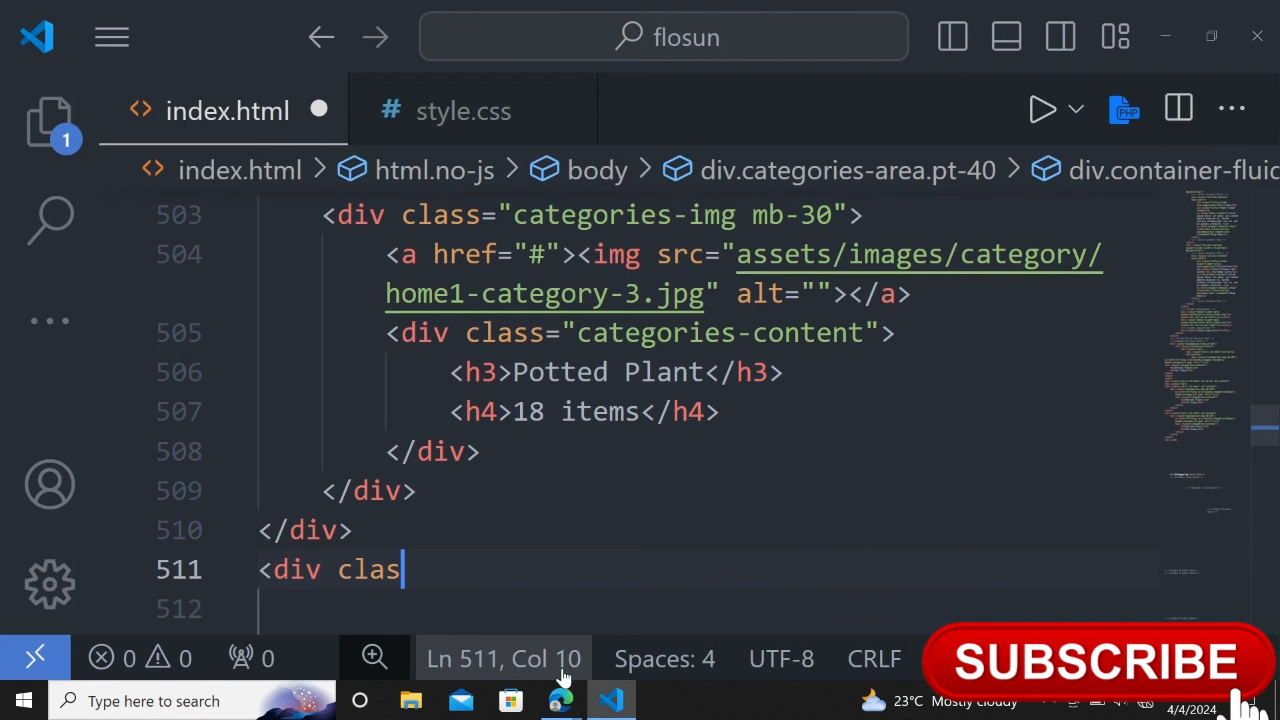 flosun
index.html
style.css
PHP
1
index.html > html.no-js > body > div.categories-area.pt-40 > div.container-fluid
503 <div class="categories-img mb-30">
504 <a href="#"><img src="assets/images/category/
home1-category-3.jpg" alt=""></a>
505 <div class="categories-content">
506 <h3>Potted Plant</h3>
507 <h4>18 items</h4>
508 </div>
509 </div>
510 </div>
511 <div clas
512
0 0 0 Ln 511, Col 10 Spaces: 4 UTF-8 CRLF
SUBSCRIBE
Type here to search 23°C Mostly cloudy
4/4/2024